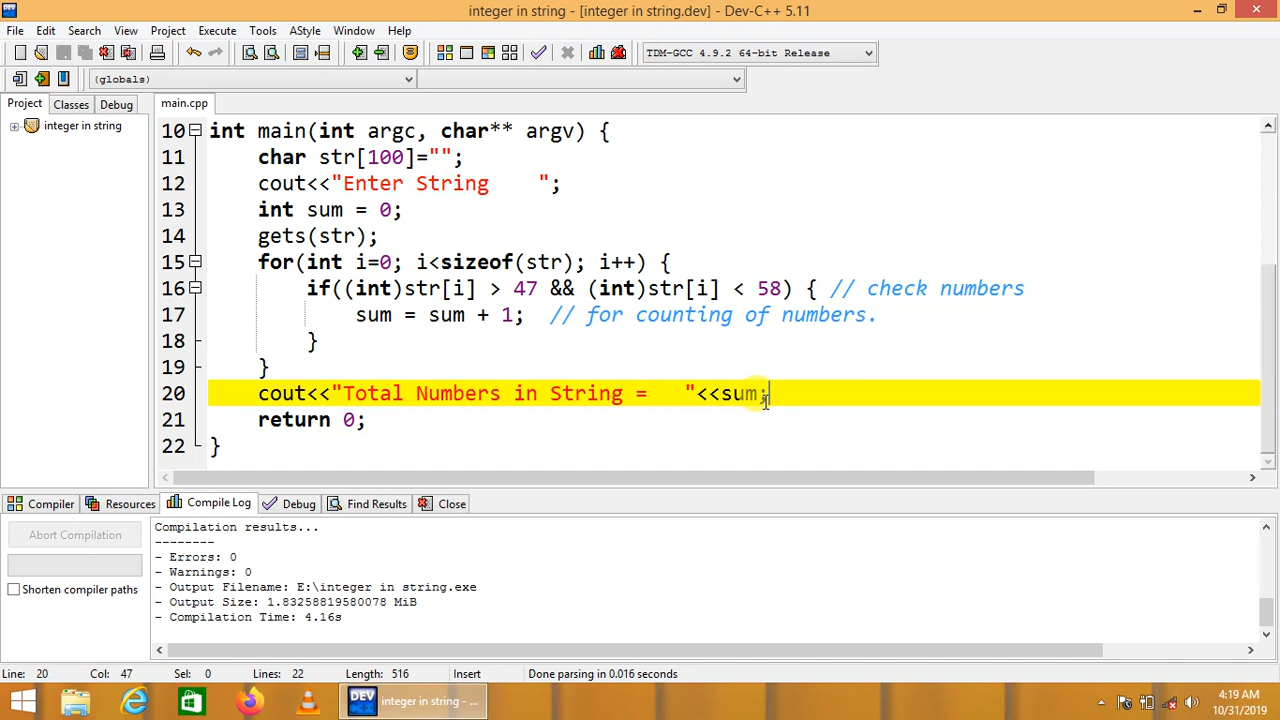 integer in string - [integer in string.dev] - Dev-C++ 5.11
File Edit Search View Project Execute Tools AStyle Window Help
TDM-GCC 4.9.2 64-bit Release
(globals)
Project Classes Debug
main.cpp
integer in string
10 int main(int argc, char** argv) {
11 char str[100]="";
12 cout<<"Enter String    ";
13 int sum = 0;
14 gets(str);
15 for(int i=0; i<sizeof(str); i++) {
16 if((int)str[i] > 47 && (int)str[i] < 58) { // check numbers
17 sum = sum + 1;  // for counting of numbers.
18 }
19 }
20 cout<<"Total Numbers in String =   "<<sum;
21 return 0;
22 }
Compiler Resources Compile Log Debug Find Results Close
Abort Compilation
Shorten compiler paths
Compilation results...
--------
- Errors: 0
- Warnings: 0
- Output Filename: E:\integer in string.exe
- Output Size: 1.83258819580078 MiB
- Compilation Time: 4.16s
Line: 20 Col: 47 Sel: 0 Lines: 22 Length: 516 Insert Done parsing in 0.016 seconds
DEV integer in string - ...
4:19 AM
10/31/2019